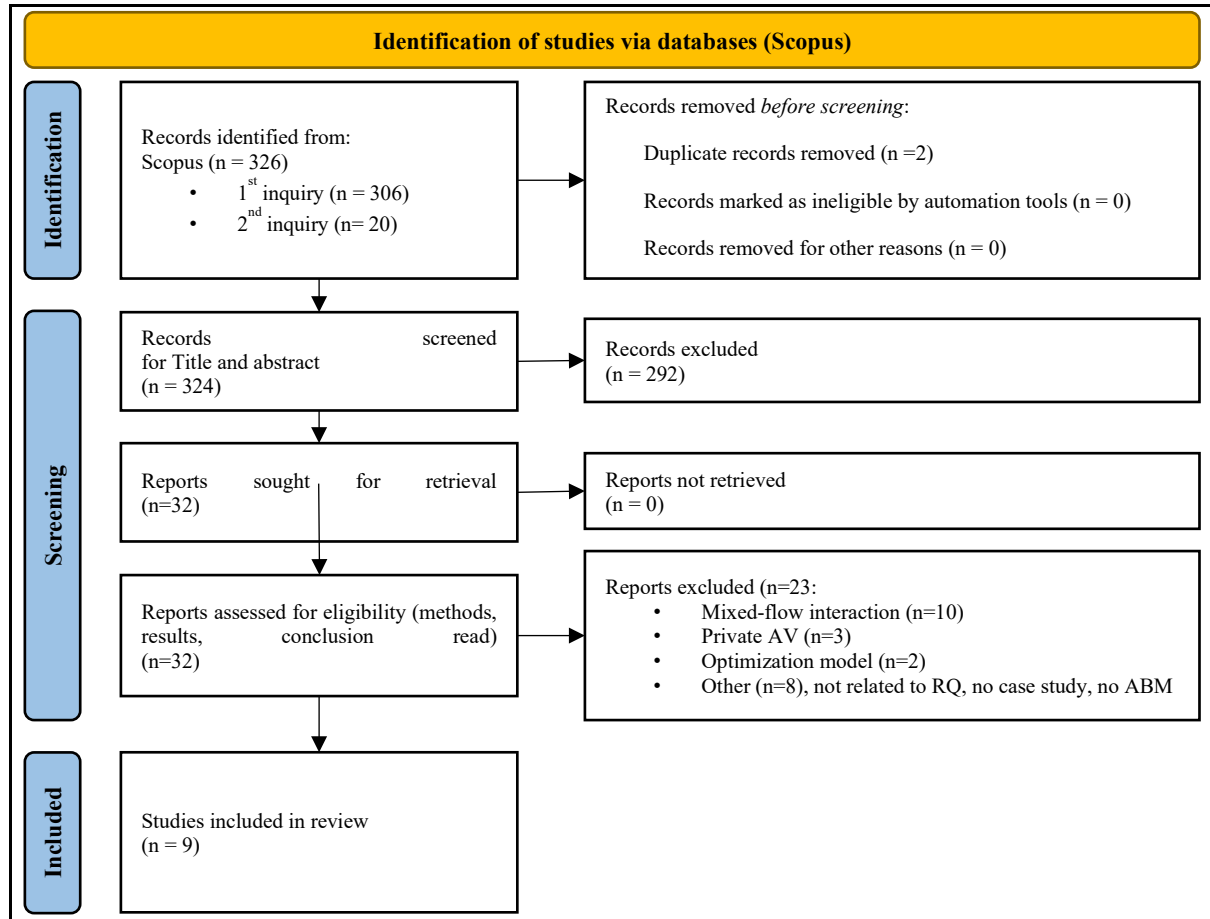 Identification of studies via databases (Scopus)
Identification
Records identified from:
Scopus (n = 326)
• 1st inquiry (n = 306)
• 2nd inquiry (n= 20)
Records removed before screening:
Duplicate records removed (n =2)
Records marked as ineligible by automation tools (n = 0)
Records removed for other reasons (n = 0)
Screening
Records screened
for Title and abstract
(n = 324)
Records excluded
(n = 292)
Reports sought for retrieval
(n=32)
Reports not retrieved
(n = 0)
Reports assessed for eligibility (methods,
results, conclusion read)
(n=32)
Reports excluded (n=23:
• Mixed-flow interaction (n=10)
• Private AV (n=3)
• Optimization model (n=2)
• Other (n=8), not related to RQ, no case study, no ABM
Included
Studies included in review
(n = 9)